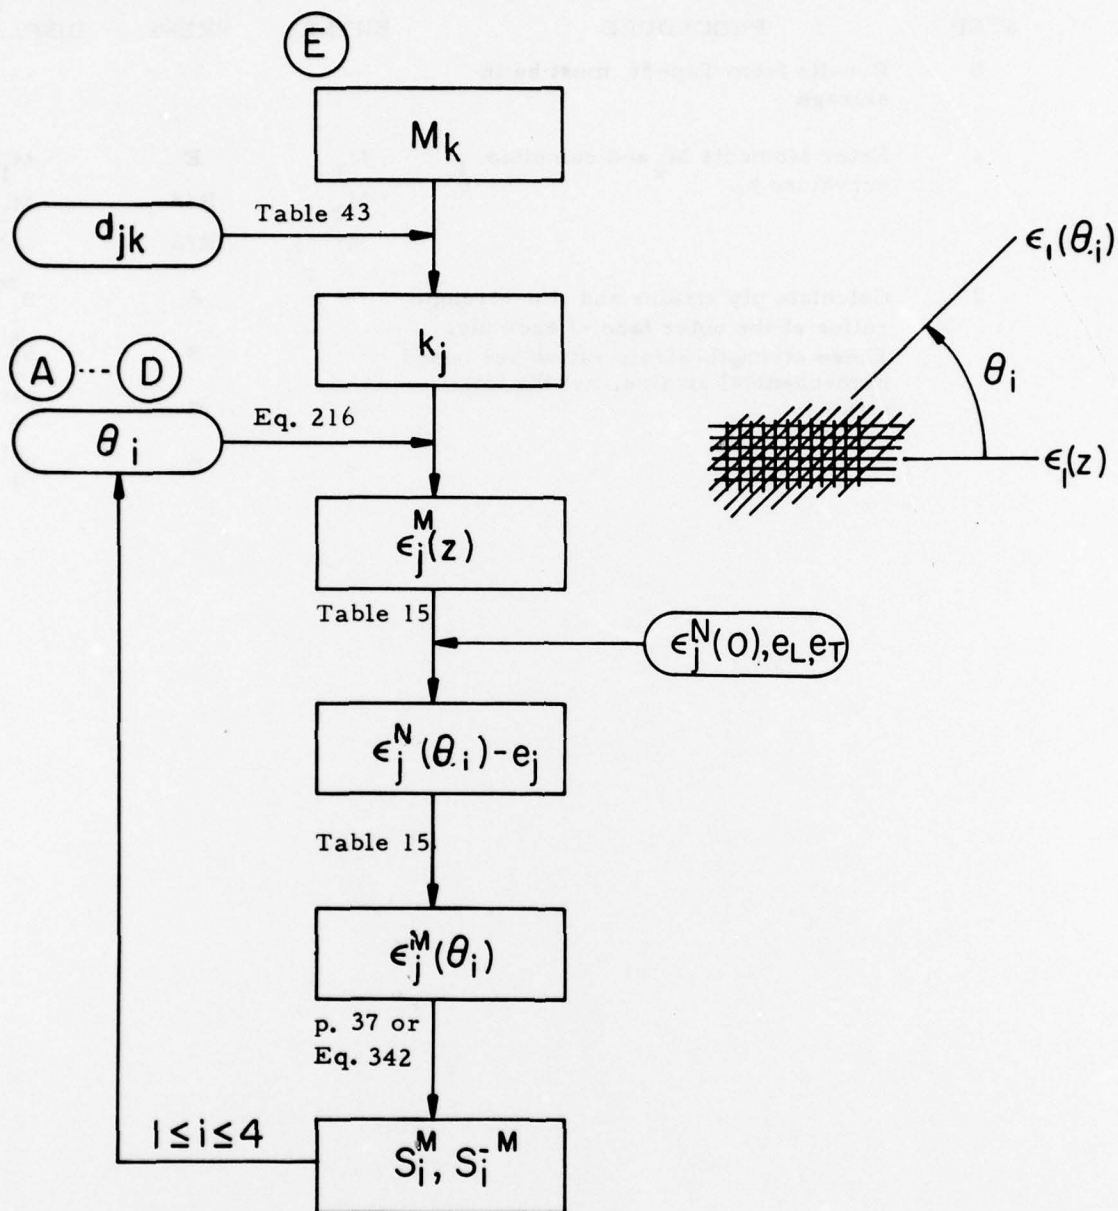 E
M_k
d_jk
Table 43
k_j
A --- D
θ_i
Eq. 216
ϵ_j^M(z)
Table 15
ϵ_j^N(0), e_L, e_T
ϵ_j^N(θ_i) - e_j
Table 15
ϵ_j^M(θ_i)
p. 37 or
Eq. 342
S_i^M, S_i^- M
1 ≤ i ≤ 4
ϵ_1(θ_i)
θ_i
ϵ_1(z)